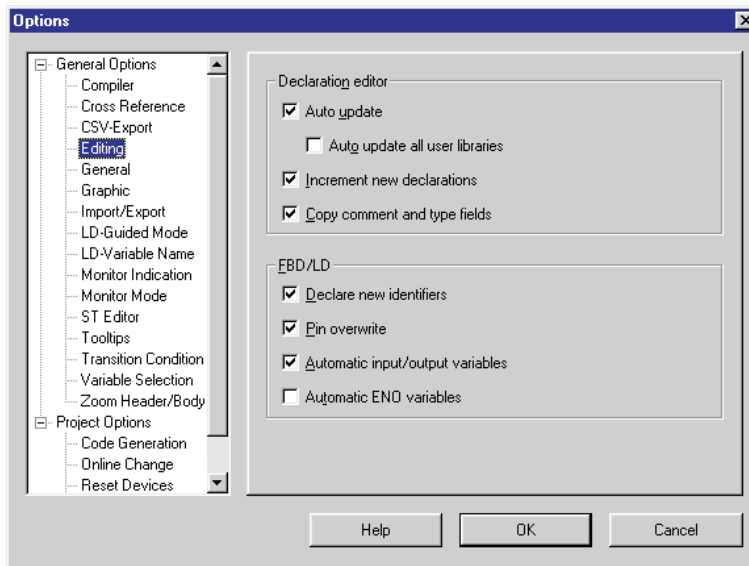 Options
General Options
Compiler
Cross Reference
CSV-Export
Editing
General
Graphic
Import/Export
LD-Guided Mode
LD-Variable Name
Monitor Indication
Monitor Mode
ST Editor
Tooltips
Transition Condition
Variable Selection
Zoom Header/Body
Project Options
Code Generation
Online Change
Reset Devices
Declaration editor
Auto update
Auto update all user libraries
Increment new declarations
Copy comment and type fields
FBD/LD
Declare new identifiers
Pin overwrite
Automatic input/output variables
Automatic ENO variables
Help
OK
Cancel